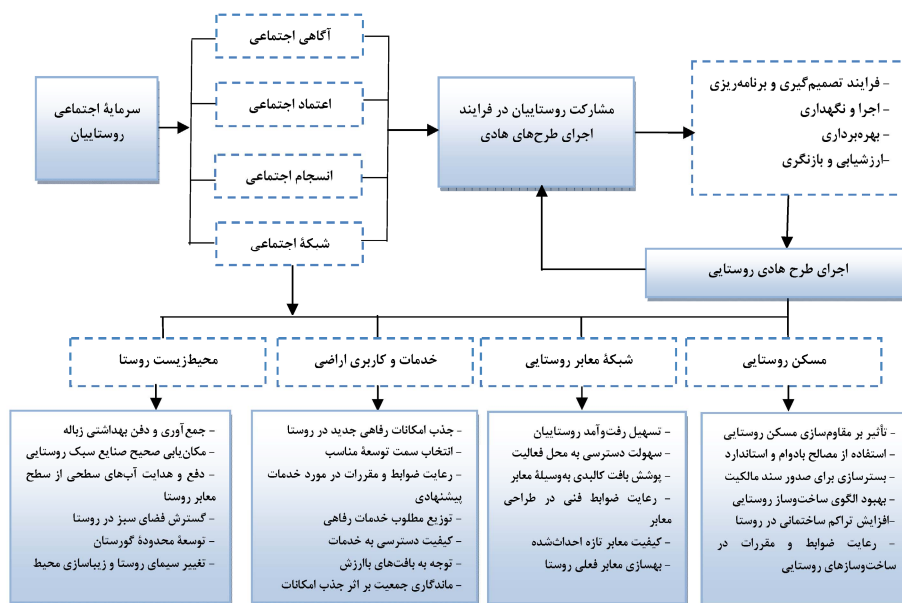 سرمایهٔ اجتماعی
روستاییان
آگاهی اجتماعی
اعتماد اجتماعی
انسجام اجتماعی
شبکهٔ اجتماعی
مشارکت روستاییان در فرایند
اجرای طرح‌های هادی
- فرایند تصمیم‌گیری و برنامه‌ریزی
- اجرا و نگهداری
- بهره‌برداری
-ارزشیابی و بازنگری
اجرای طرح هادی روستایی
مسکن روستایی
شبکهٔ معابر روستایی
خدمات و کاربری اراضی
محیط‌زیست روستا
- تأثیر بر مقاوم‌سازی مسکن روستایی
- استفاده از مصالح بادوام و استاندارد
- بسترسازی برای صدور سند مالکیت
- بهبود الگوی ساخت‌وساز روستایی
-افزایش تراکم ساختمانی در روستا
- رعایت ضوابط و مقررات در
ساخت‌وسازهای روستایی
- تسهیل رفت‌وآمد روستاییان
- سهولت دسترسی به محل فعالیت
- پوشش بافت کالبدی به‌وسیلهٔ معابر
- رعایت ضوابط فنی در طراحی
معابر
- کیفیت معابر تازه احداث‌شده
- بهسازی معابر فعلی روستا
- جذب امکانات رفاهی جدید در روستا
- انتخاب سمت توسعهٔ مناسب
- رعایت ضوابط و مقررات در مورد خدمات
پیشنهادی
- توزیع مطلوب خدمات رفاهی
- کیفیت دسترسی به خدمات
- توجه به بافت‌های باارزش
- ماندگاری جمعیت بر اثر جذب امکانات
- جمع‌آوری و دفن بهداشتی زباله
- مکان‌یابی صحیح صنایع سبک روستایی
- دفع و هدایت آب‌های سطحی از سطح
معابر روستا
- گسترش فضای سبز در روستا
- توسعهٔ محدودهٔ گورستان
- تغییر سیمای روستا و زیباسازی محیط